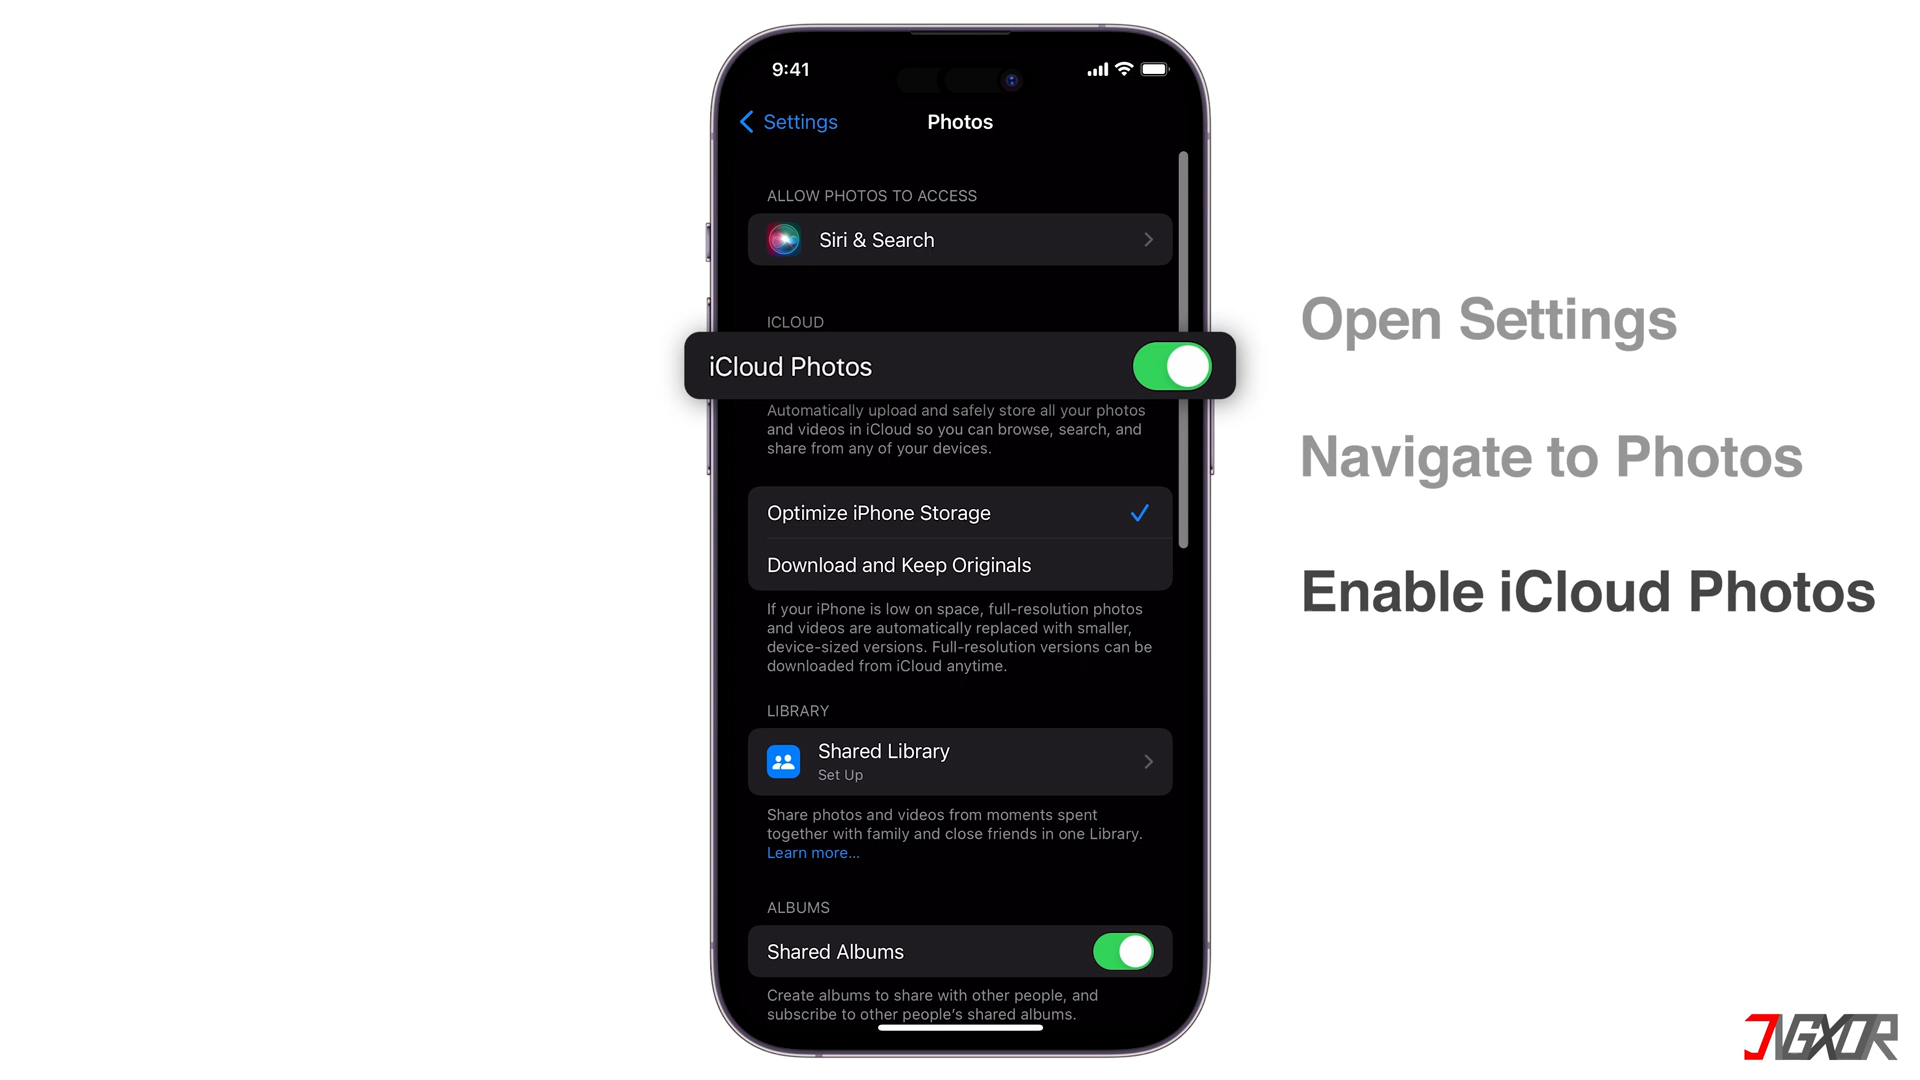 9:41
Settings
Photos
ALLOW PHOTOS TO ACCESS
Siri & Search
ICLOUD
iCloud Photos
Automatically upload and safely store all your photos
and videos in iCloud so you can browse, search, and
share from any of your devices.
Optimize iPhone Storage
Download and Keep Originals
If your iPhone is low on space, full-resolution photos
and videos are automatically replaced with smaller,
device-sized versions. Full-resolution versions can be
downloaded from iCloud anytime.
LIBRARY
Shared Library
Set Up
Share photos and videos from moments spent
together with family and close friends in one Library.
Learn more...
ALBUMS
Shared Albums
Create albums to share with other people, and
subscribe to other people's shared albums.
Open Settings
Navigate to Photos
Enable iCloud Photos
JVGXOR